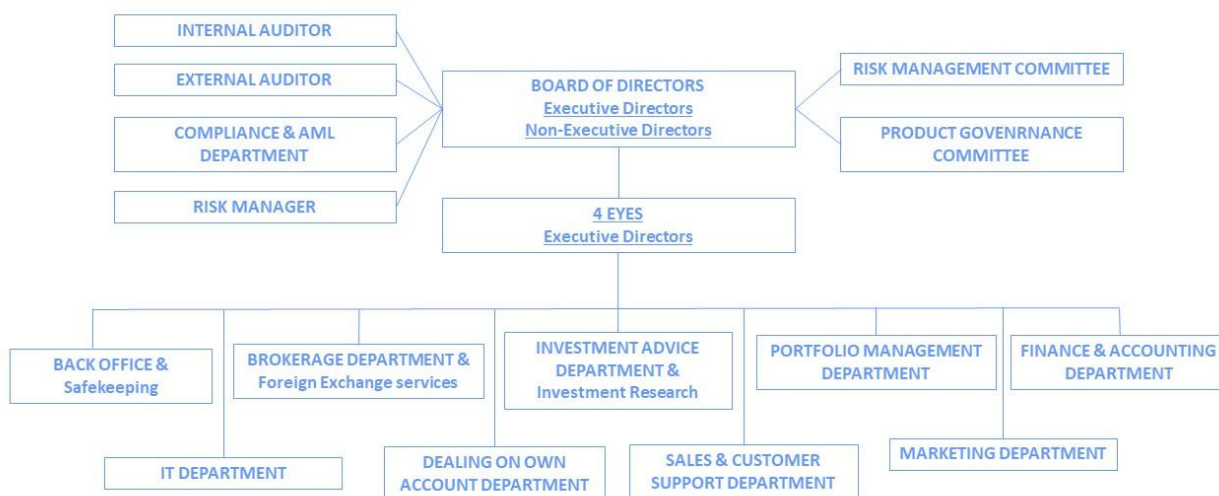 INTERNAL AUDITOR
EXTERNAL AUDITOR
COMPLIANCE & AML
DEPARTMENT
RISK MANAGER
BOARD OF DIRECTORS
Executive Directors
Non-Executive Directors
RISK MANAGEMENT COMMITTEE
PRODUCT GOVENRNANCE
COMMITTEE
4 EYES
Executive Directors
BACK OFFICE &
Safekeeping
BROKERAGE DEPARTMENT &
Foreign Exchange services
INVESTMENT ADVICE
DEPARTMENT &
Investment Research
PORTFOLIO MANAGEMENT
DEPARTMENT
FINANCE & ACCOUNTING
DEPARTMENT
IT DEPARTMENT
DEALING ON OWN
ACCOUNT DEPARTMENT
SALES & CUSTOMER
SUPPORT DEPARTMENT
MARKETING DEPARTMENT